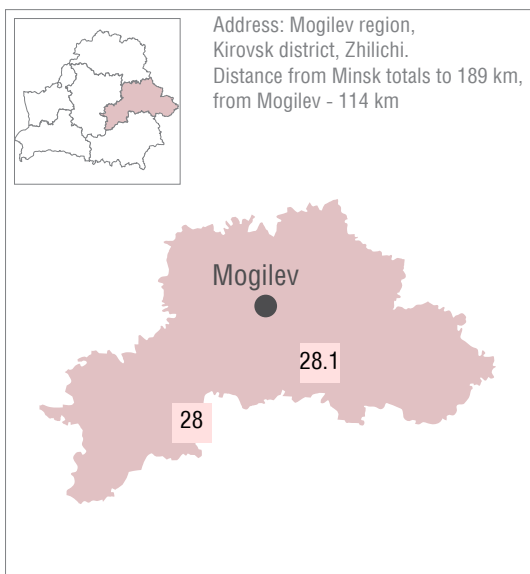 Address: Mogilev region,
Kirovsk district, Zhilichi.
Distance from Minsk totals to 189 km,
from Mogilev - 114 km
Mogilev
28.1
28